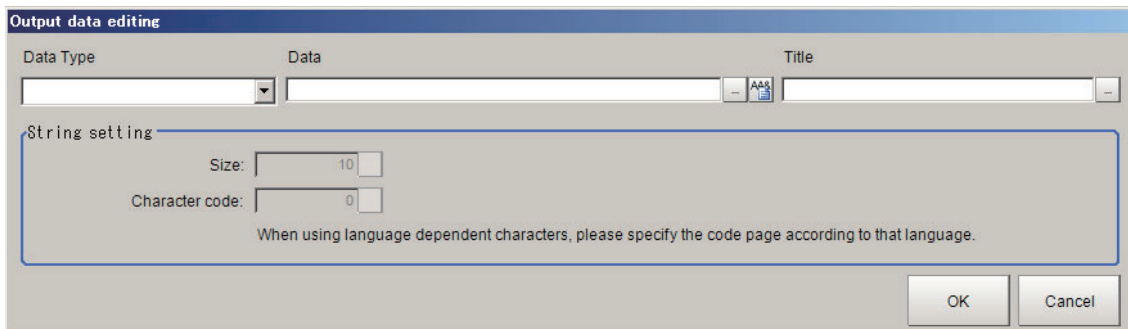 Output data editing
Data Type Data Title
... AA& ...
String setting
Size: 10
Character code: 0
When using language dependent characters, please specify the code page according to that language.
OK Cancel